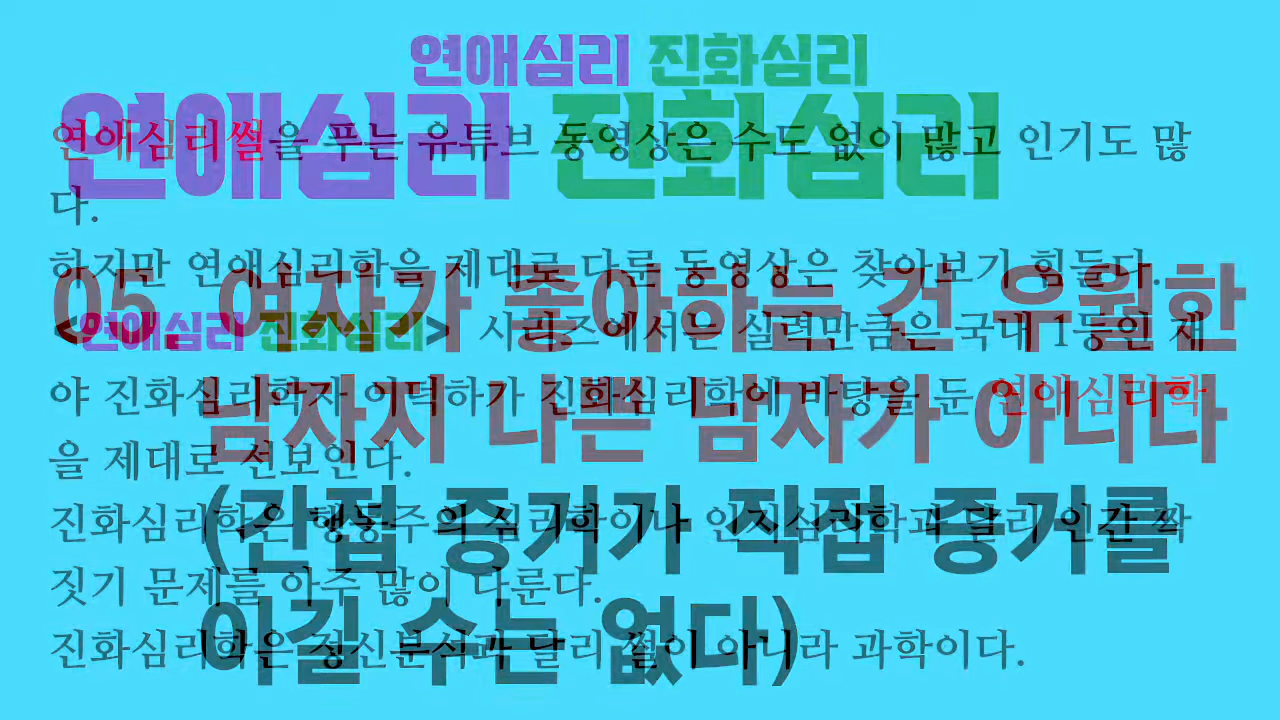 연애심리 진화심리
연애심리 진화심리
연애심리썰을 푸는 유튜브 동영상은 수도 없이 많고 인기도 많
다.
하지만 연애심리학을 제대로 다룬 동영상은 찾아보기 힘들다.
05. 여자가 좋아하는 건 유월한
<연애심리 진화심리> 시리즈에서는 실력만큼은 국내 1등인 재
야 진화심리학자 이덕하가 진화심리학에 바탕을 둔 연애심리학
남자지 나쁜 남자가 아니다
을 제대로 선보인다.
진화심리학은 행동주의 심리학이나 인지심리학과 달리 인간 짝
(간접 증거가 직접 증거를
짓기 문제를 아주 많이 다룬다.
이길 수는 없다)
진화심리학은 정신분석과 달리 썰이 아니라 과학이다.